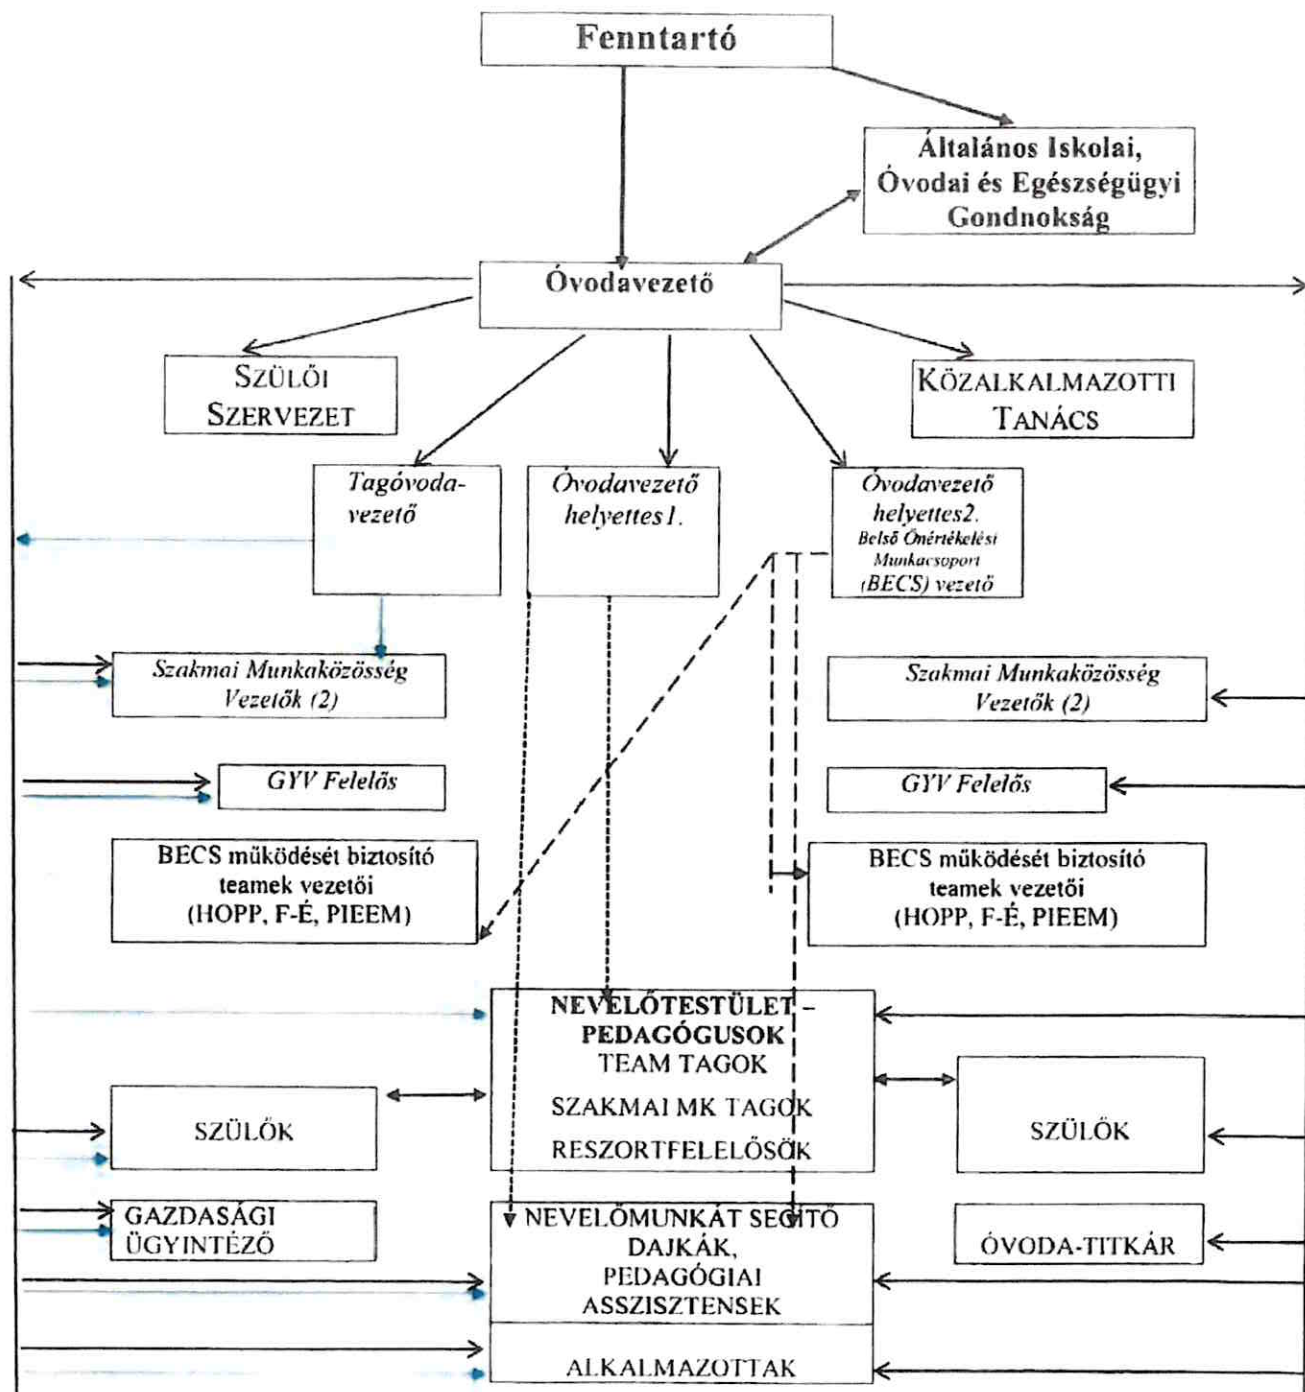 Fenntartó
Általános Iskolai,
Óvodai és Egészségügyi
Gondnokság
Óvodavezető
SZÜLŐI
SZERVEZET
KÖZALKALMAZOTTI
TANÁCS
Tagóvoda-
vezető
Óvodavezető
helyettes1.
Óvodavezető
helyettes2.
Belső Önértékelési
Munkacsoport
(BECS) vezető
Szakmai Munkaközösség
Vezetők (2)
Szakmai Munkaközösség
Vezetők (2)
GYV Felelős
GYV Felelős
BECS működését biztosító
teamek vezetői
(HOPP, F-É, PIEEM)
BECS működését biztosító
teamek vezetői
(HOPP, F-É, PIEEM)
NEVELŐTESTÜLET –
PEDAGÓGUSOK
TEAM TAGOK
SZAKMAI MK TAGOK
RESZORTFELELŐSÖK
SZÜLŐK
SZÜLŐK
GAZDASÁGI
ÜGYINTÉZŐ
NEVELŐMUNKÁT SEGÍTŐ
DAJKÁK,
PEDAGÓGIAI
ASSZISZTENSEK
ÓVODA-TITKÁR
ALKALMAZOTTAK